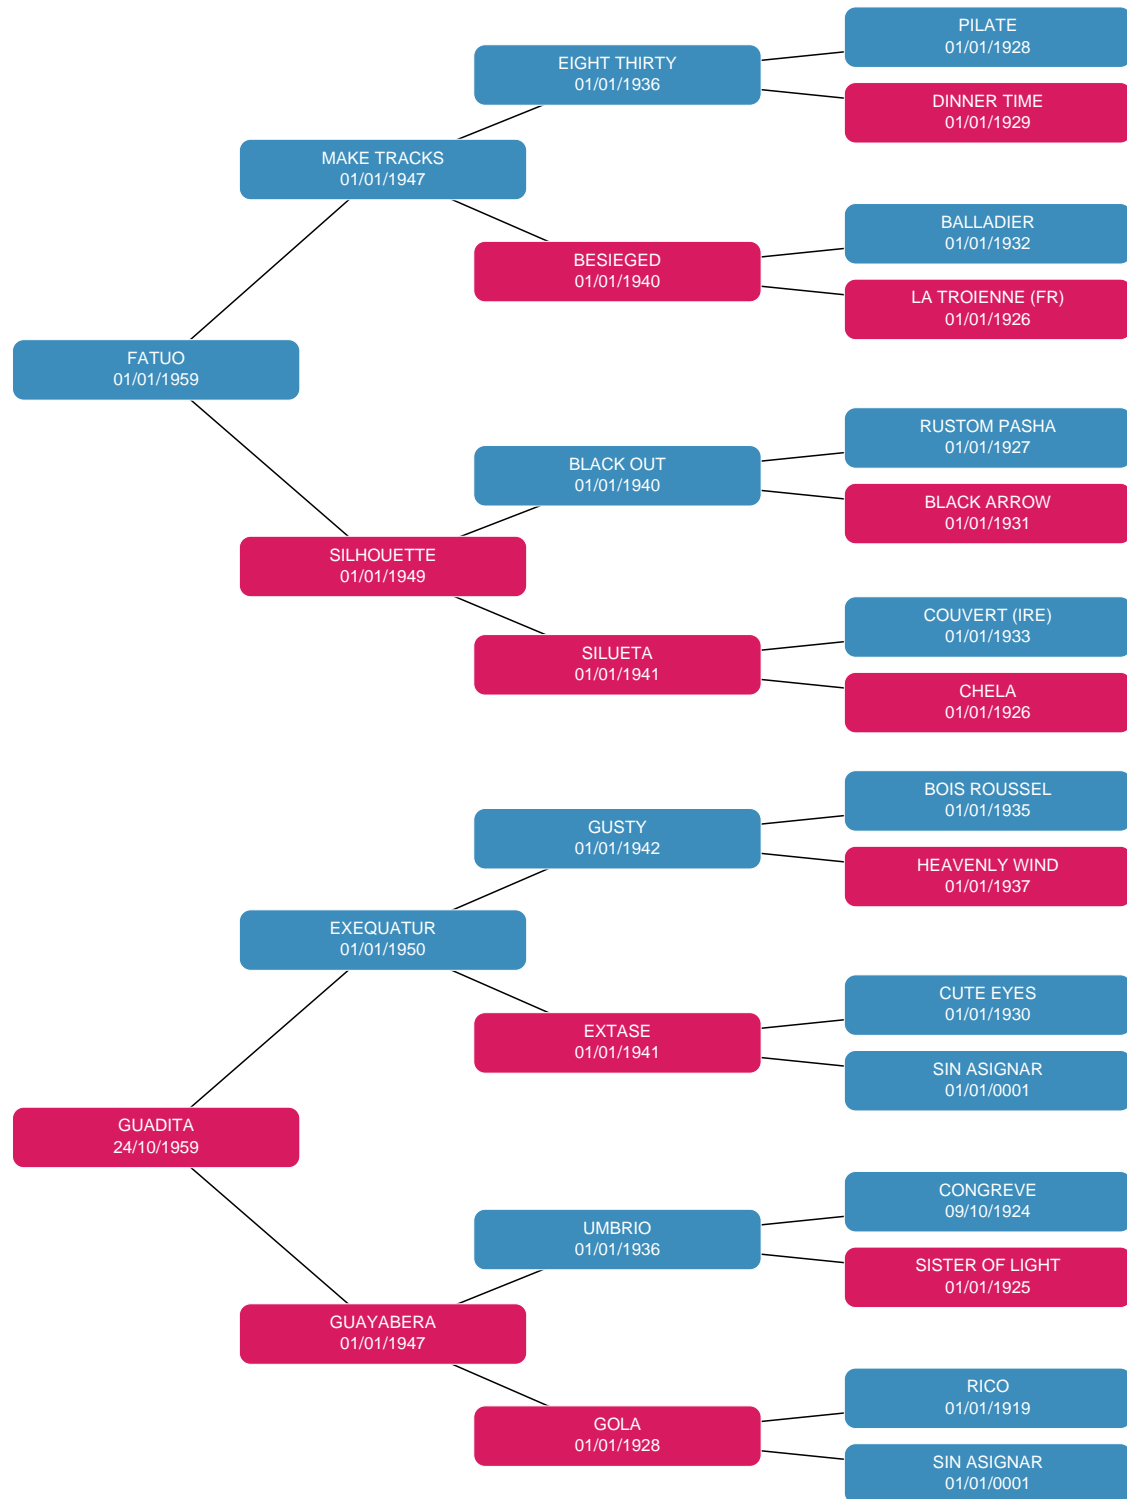 PILATE
01/01/1928
EIGHT THIRTY
01/01/1936
DINNER TIME
01/01/1929
MAKE TRACKS
01/01/1947
BALLADIER
01/01/1932
BESIEGED
01/01/1940
LA TROIENNE (FR)
01/01/1926
FATUO
01/01/1959
RUSTOM PASHA
01/01/1927
BLACK OUT
01/01/1940
BLACK ARROW
01/01/1931
SILHOUETTE
01/01/1949
COUVERT (IRE)
01/01/1933
SILUETA
01/01/1941
CHELA
01/01/1926
BOIS ROUSSEL
01/01/1935
GUSTY
01/01/1942
HEAVENLY WIND
01/01/1937
EXEQUATUR
01/01/1950
CUTE EYES
01/01/1930
EXTASE
01/01/1941
SIN ASIGNAR
01/01/0001
GUADITA
24/10/1959
CONGREVE
09/10/1924
UMBRIO
01/01/1936
SISTER OF LIGHT
01/01/1925
GUAYABERA
01/01/1947
RICO
01/01/1919
GOLA
01/01/1928
SIN ASIGNAR
01/01/0001